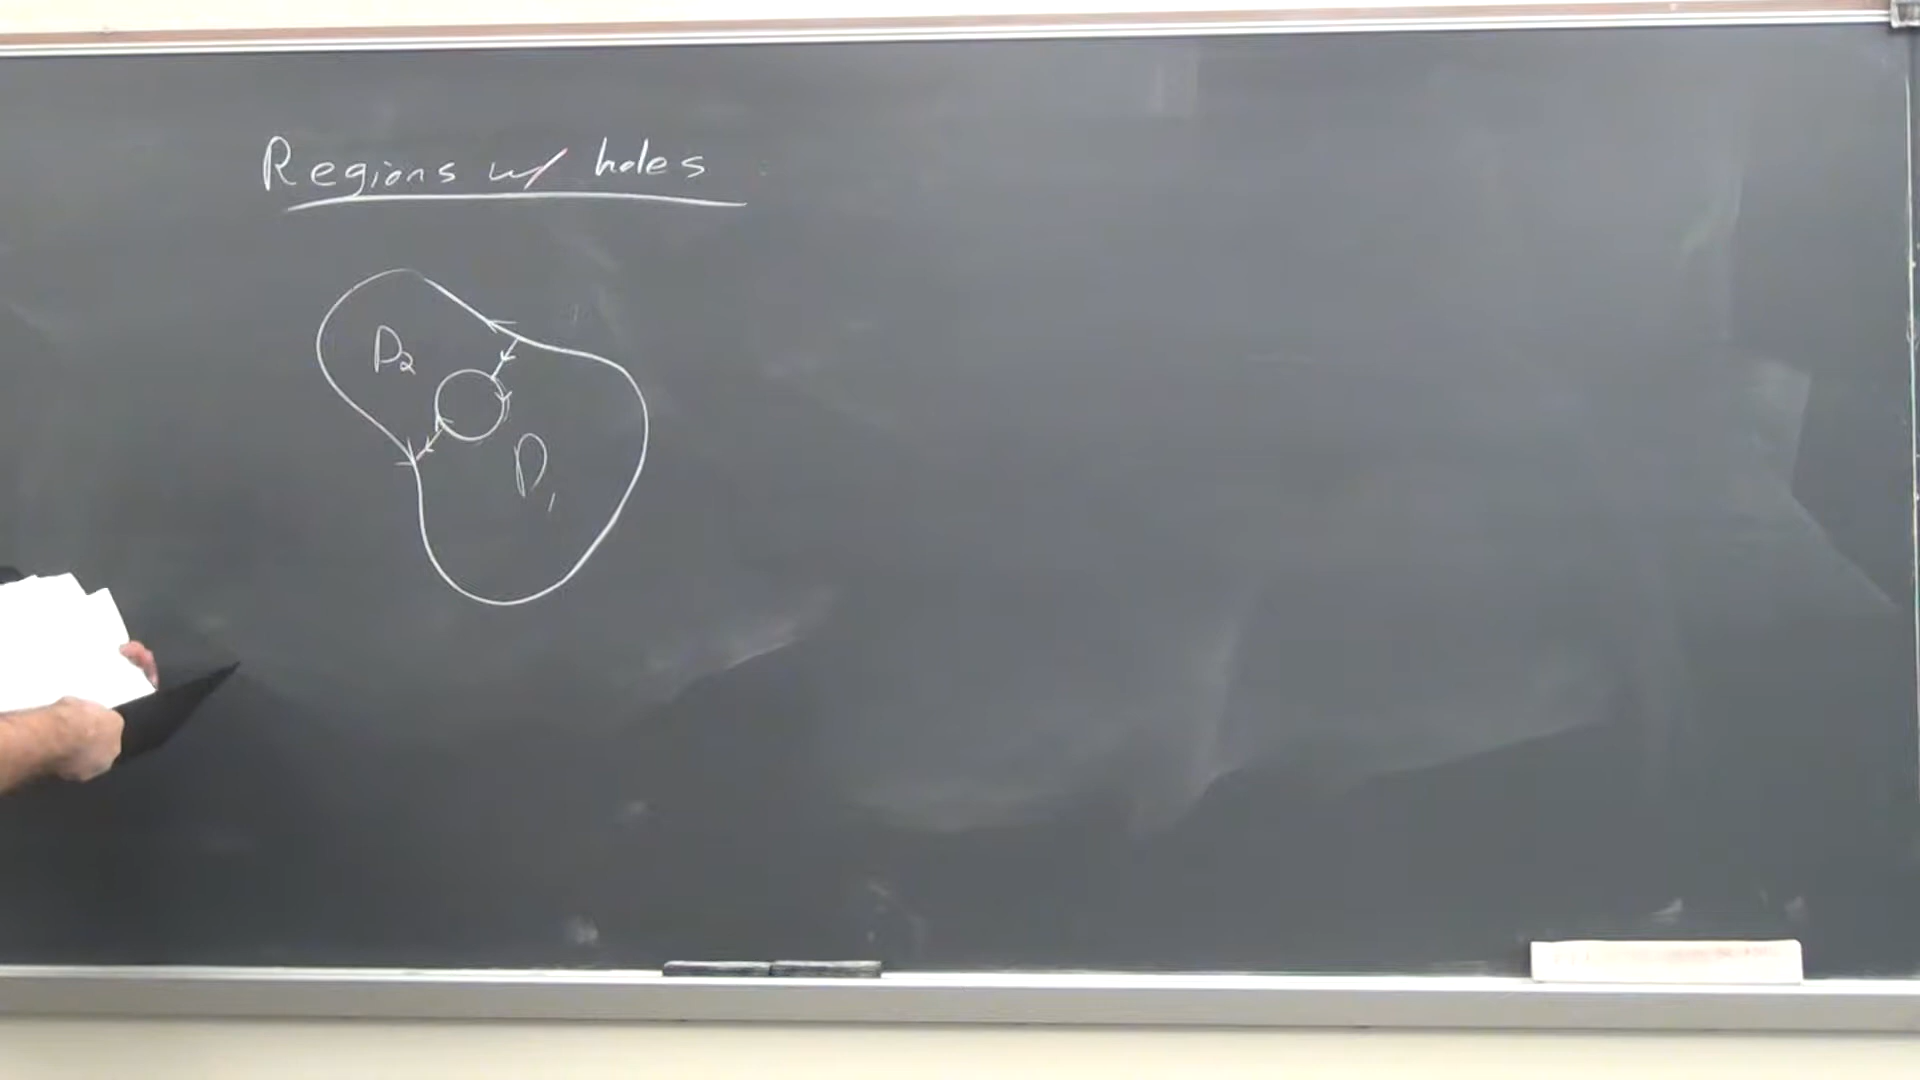 Regions w/ holes
D₂
D₁